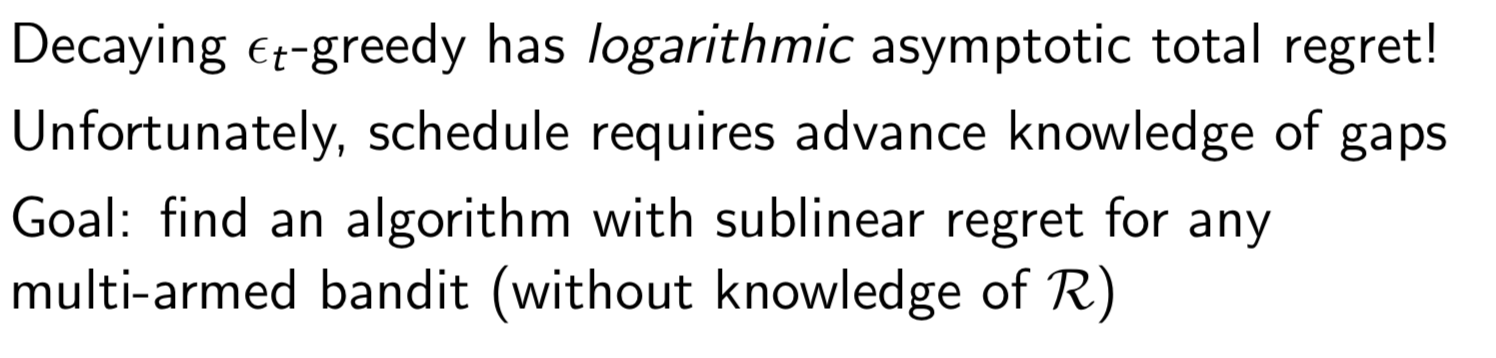 Decaying ϵₜ-greedy has logarithmic asymptotic total regret!
Unfortunately, schedule requires advance knowledge of gaps
Goal: find an algorithm with sublinear regret for any
multi-armed bandit (without knowledge of ℛ)